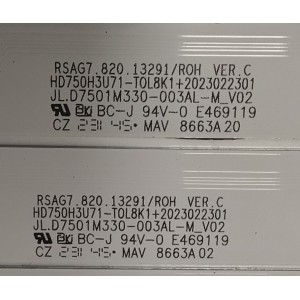 RSAG7.820.13291/ROH VER.C
HD750H3U71-TOL8K1+2023022301
JL.D7501M330-003AL-M_V02
BC-J 94V-0 E469119
CZ 231 45• MAV 8663A20
RSAG7.820.13291/ROH VER.C
HD750H3U71-TOL8K1+2023022301
JL.D7501M330-003AL-M_V02
BC-J 94V-0 E469119
CZ 231 45• MAV 8663A02